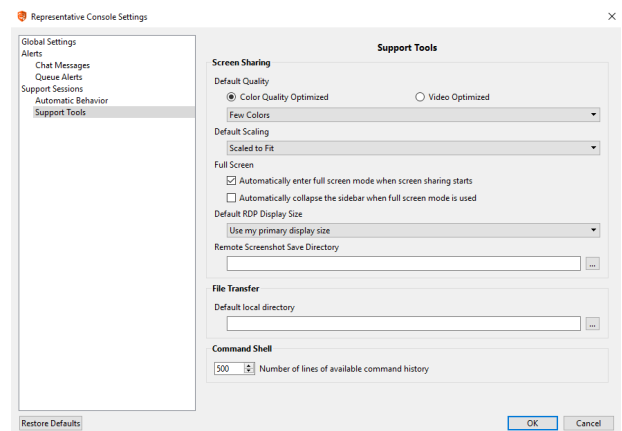 Representative Console Settings
Global Settings
Alerts
Chat Messages
Queue Alerts
Support Sessions
Automatic Behavior
Support Tools
Support Tools
Screen Sharing
Default Quality
Color Quality Optimized
Video Optimized
Few Colors
Default Scaling
Scaled to Fit
Full Screen
Automatically enter full screen mode when screen sharing starts
Automatically collapse the sidebar when full screen mode is used
Default RDP Display Size
Use my primary display size
Remote Screenshot Save Directory
...
File Transfer
Default local directory
...
Command Shell
500 Number of lines of available command history
Restore Defaults
OK
Cancel